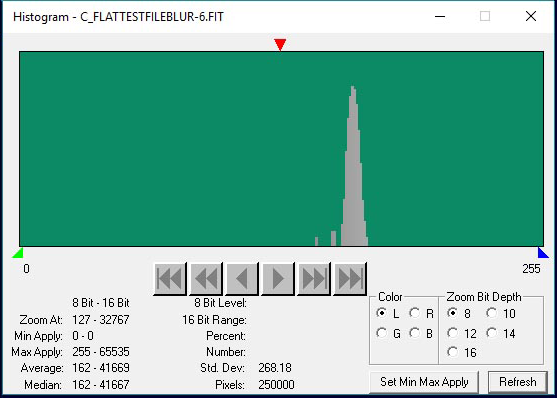 Histogram - C_FLATTESTFILEBLUR-6.FIT
0 255
8 Bit - 16 Bit 8 Bit Level:
Zoom At: 127 - 32767 16 Bit Range:
Min Apply: 0 - 0 Percent:
Max Apply: 255 - 65535 Number:
Average: 162 - 41669 Std. Dev: 268.18
Median: 162 - 41667 Pixels: 250000
Color Zoom Bit Depth
L R 8 10
G B 12 14
16
Set Min Max Apply Refresh